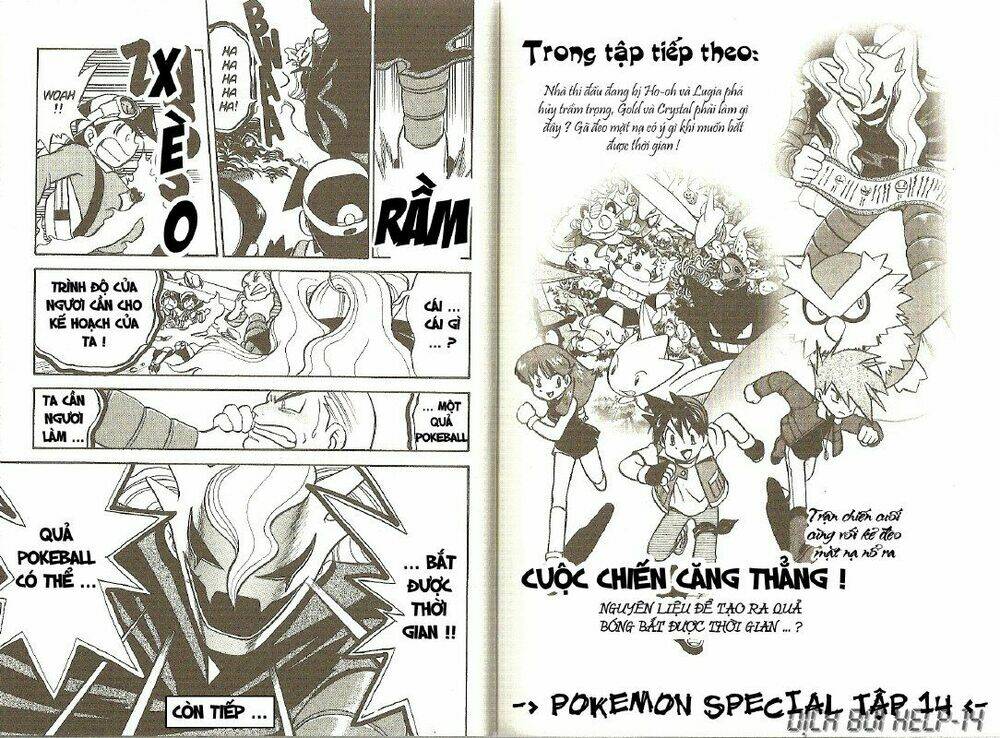 RẦM
BWAA
HA
HA
HA HA
HA HA!
XÈO
WOAH
!!
CÁI ...
CÁI GÌ
... ?
TRÌNH ĐỘ CỦA
NGƯƠI CẦN CHO
KẾ HOẠCH CỦA
TA !
TA CẦN
NGƯƠI
LÀM ...
... MỘT
QUẢ
POKEBALL
QUẢ
POKEBALL
CÓ THỂ ...
... BẮT
ĐƯỢC
THỜI
GIAN !!
CÒN TIẾP ...
Trong tập tiếp theo:
Nhà thi đấu đang bị Ho-oh và Lugia phá
hủy trầm trọng, Gold và Crystal phải làm gì
đây ? Gã đeo mặt nạ có ý gì khi muốn bắt
được thời gian !
Trận chiến cuối
cùng với kẻ đeo
mặt nạ nổ ra
CUỘC CHIẾN CĂNG THẲNG !
NGUYÊN LIỆU ĐỂ TẠO RA QUẢ
BÓNG BẮT ĐƯỢC THỜI GIAN ... ?
-> POKEMON SPECIAL TẬP 14 <-
DỊCH BỞI HELP-14